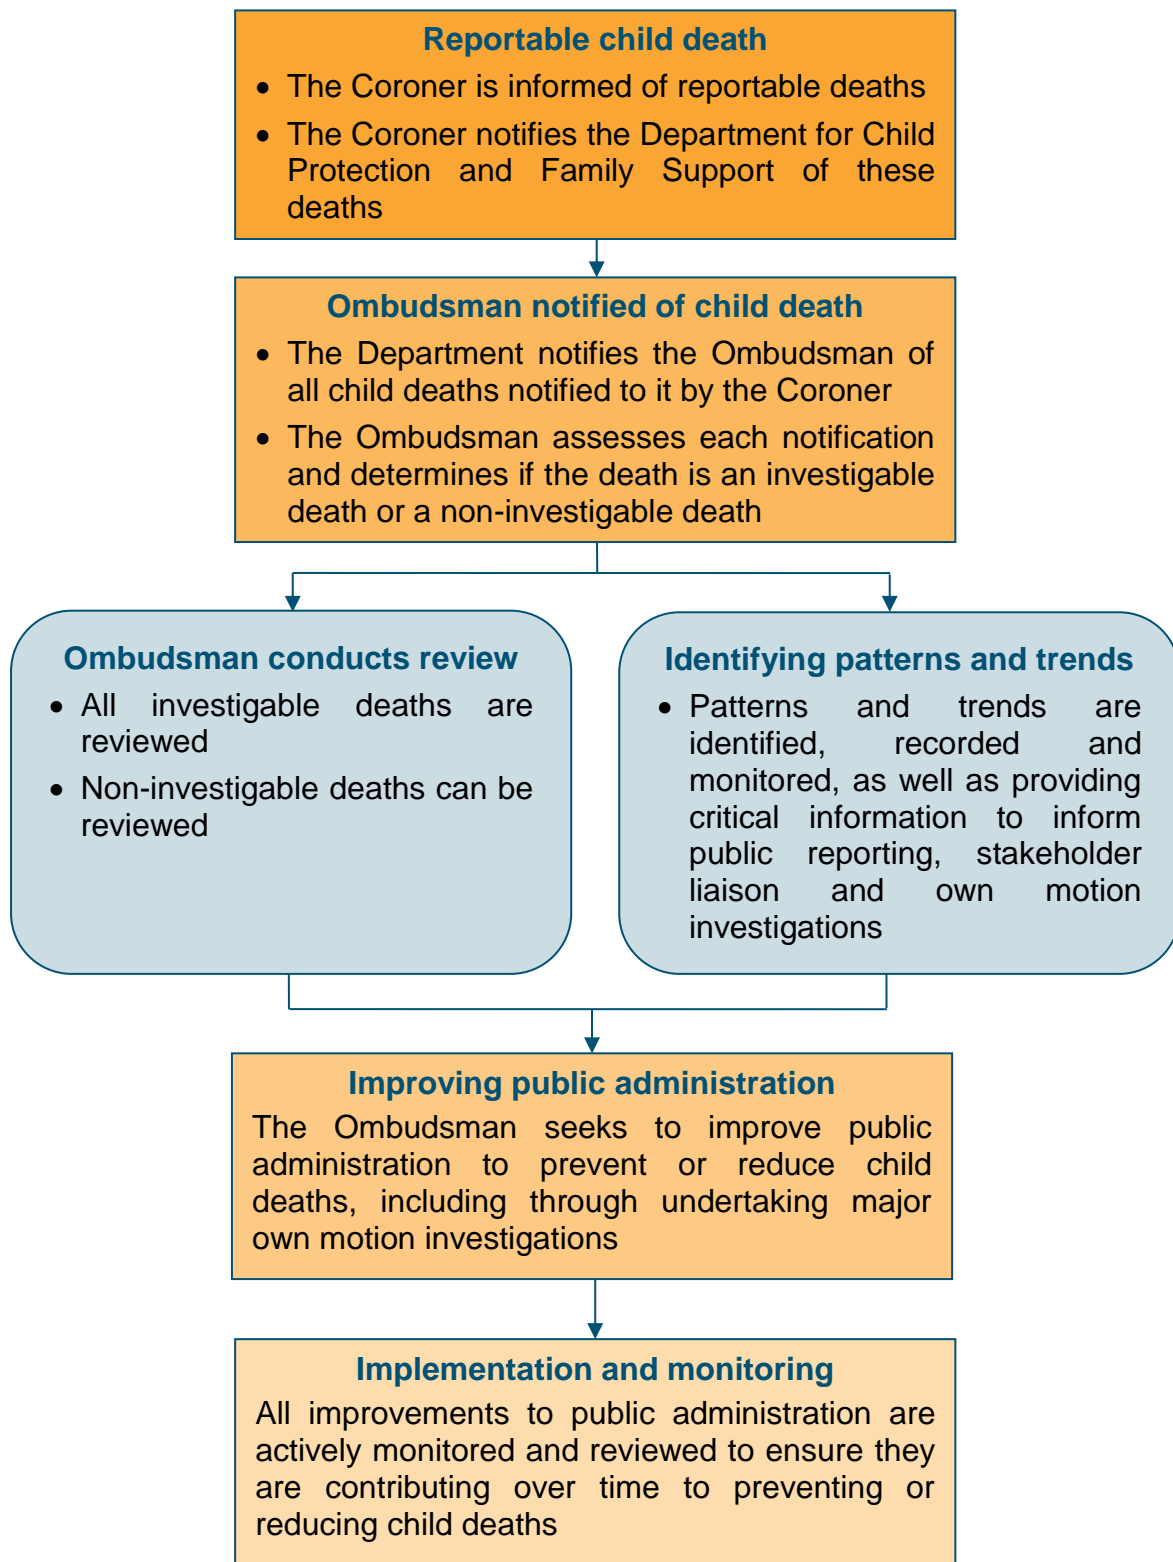 Reportable child death
• The Coroner is informed of reportable deaths
• The Coroner notifies the Department for Child
Protection and Family Support of these
deaths
Ombudsman notified of child death
• The Department notifies the Ombudsman of
all child deaths notified to it by the Coroner
• The Ombudsman assesses each notification
and determines if the death is an investigable
death or a non-investigable death
Ombudsman conducts review
• All investigable deaths are
reviewed
• Non-investigable deaths can be
reviewed
Identifying patterns and trends
• Patterns and trends are
identified, recorded and
monitored, as well as providing
critical information to inform
public reporting, stakeholder
liaison and own motion
investigations
Improving public administration
The Ombudsman seeks to improve public
administration to prevent or reduce child
deaths, including through undertaking major
own motion investigations
Implementation and monitoring
All improvements to public administration are
actively monitored and reviewed to ensure they
are contributing over time to preventing or
reducing child deaths